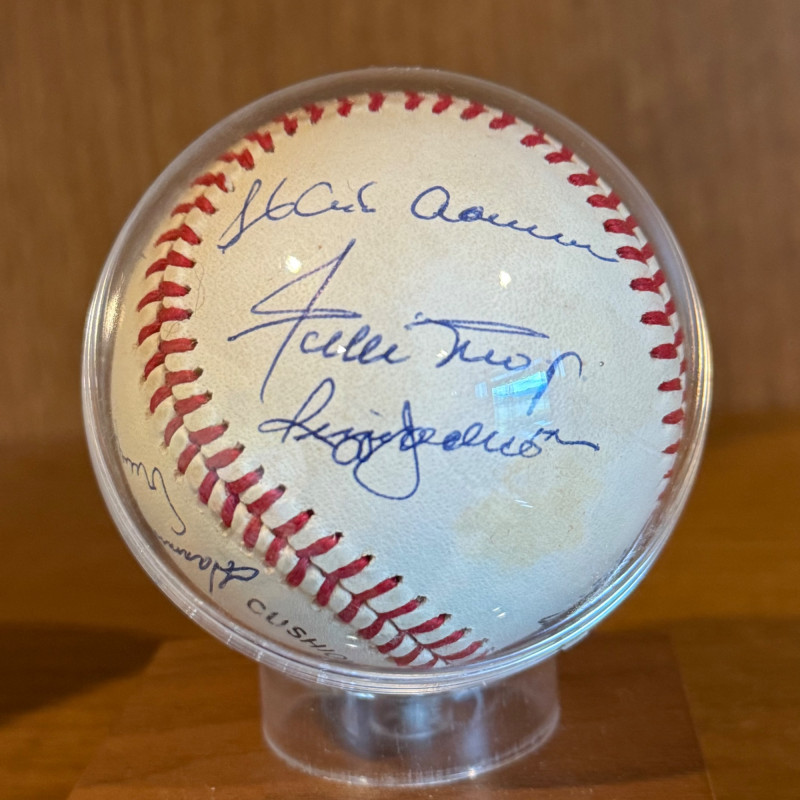 Hank Aaron
Willie Mays
Reggie Jackson
CUSHIO